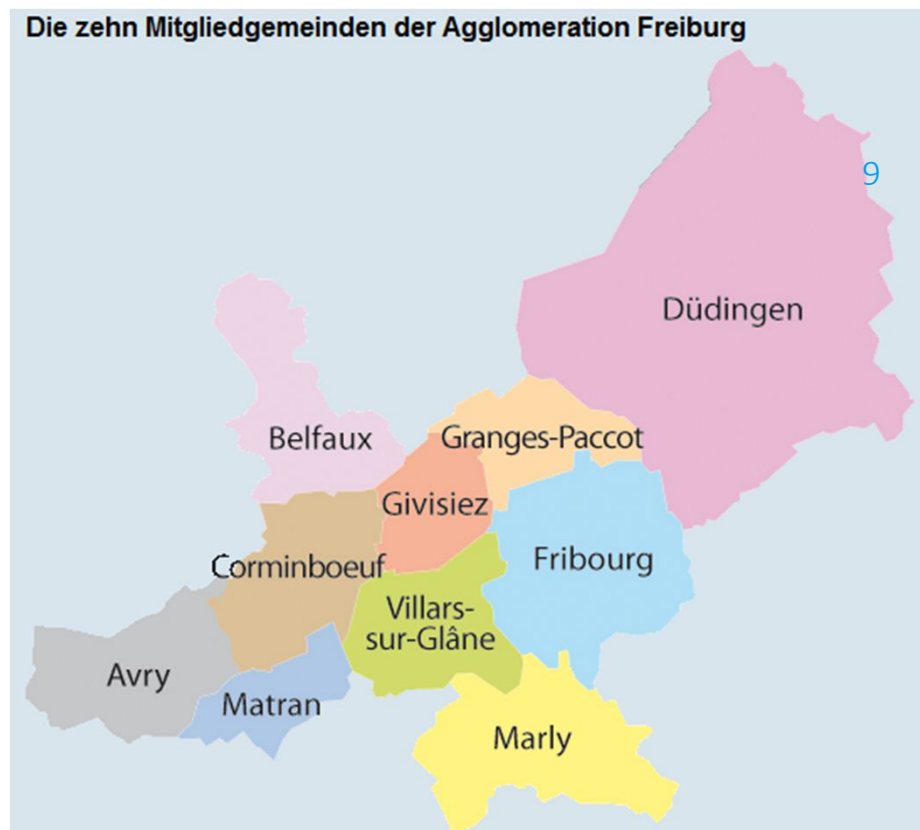 Die zehn Mitgliedgemeinden der Agglomeration Freiburg
9
Düdingen
Belfaux
Granges-Paccot
Givisiez
Fribourg
Corminboeuf
Villars-
sur-Glâne
Avry
Matran
Marly